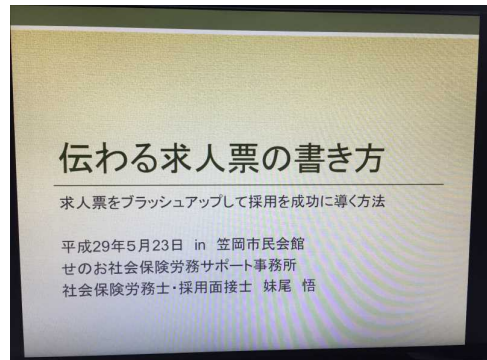 伝わる求人票の書き方
求人票をブラッシュアップして採用を成功に導く方法
平成29年5月23日 in 笠岡市民会館
せのお社会保険労務サポート事務所
社会保険労務士・採用面接士 妹尾 悟